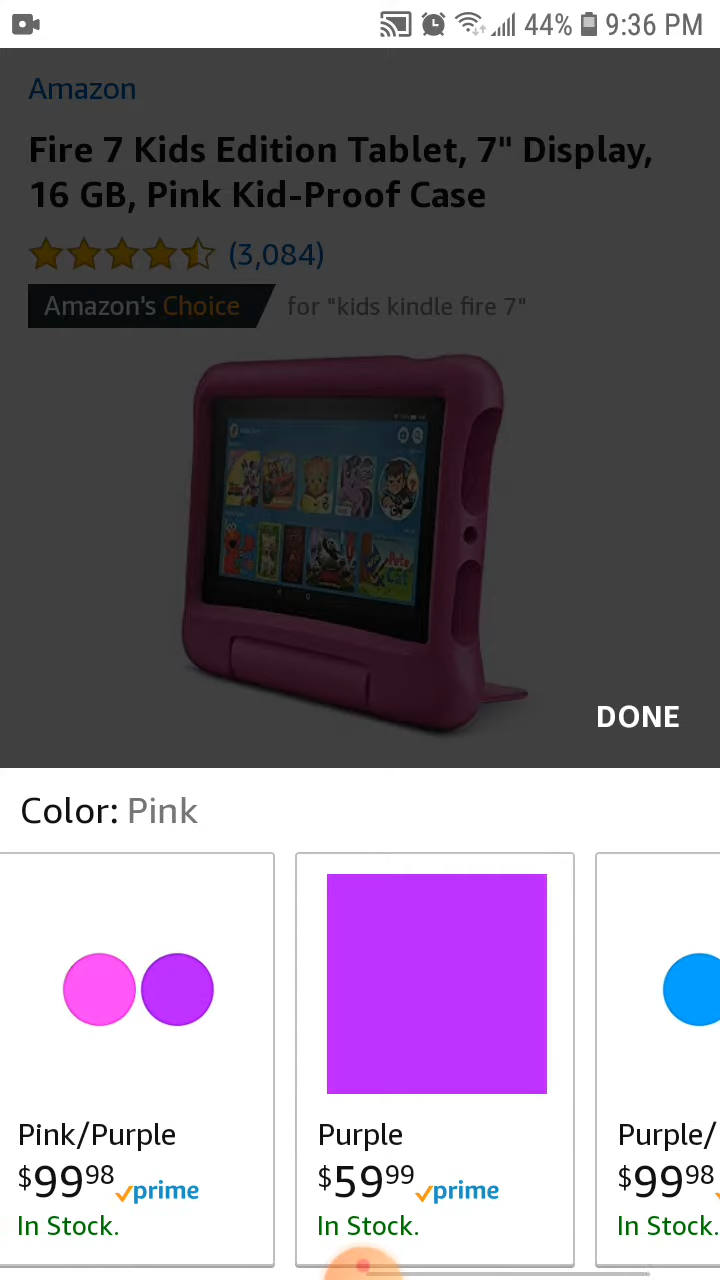 44% 9:36 PM
Amazon
Fire 7 Kids Edition Tablet, 7" Display,
16 GB, Pink Kid-Proof Case
(3,084)
Amazon's Choice for "kids kindle fire 7"
DONE
Color: Pink
Pink/Purple
$99.98 prime
In Stock.
Purple
$59.99 prime
In Stock.
Purple/
$99.98
In Stock.